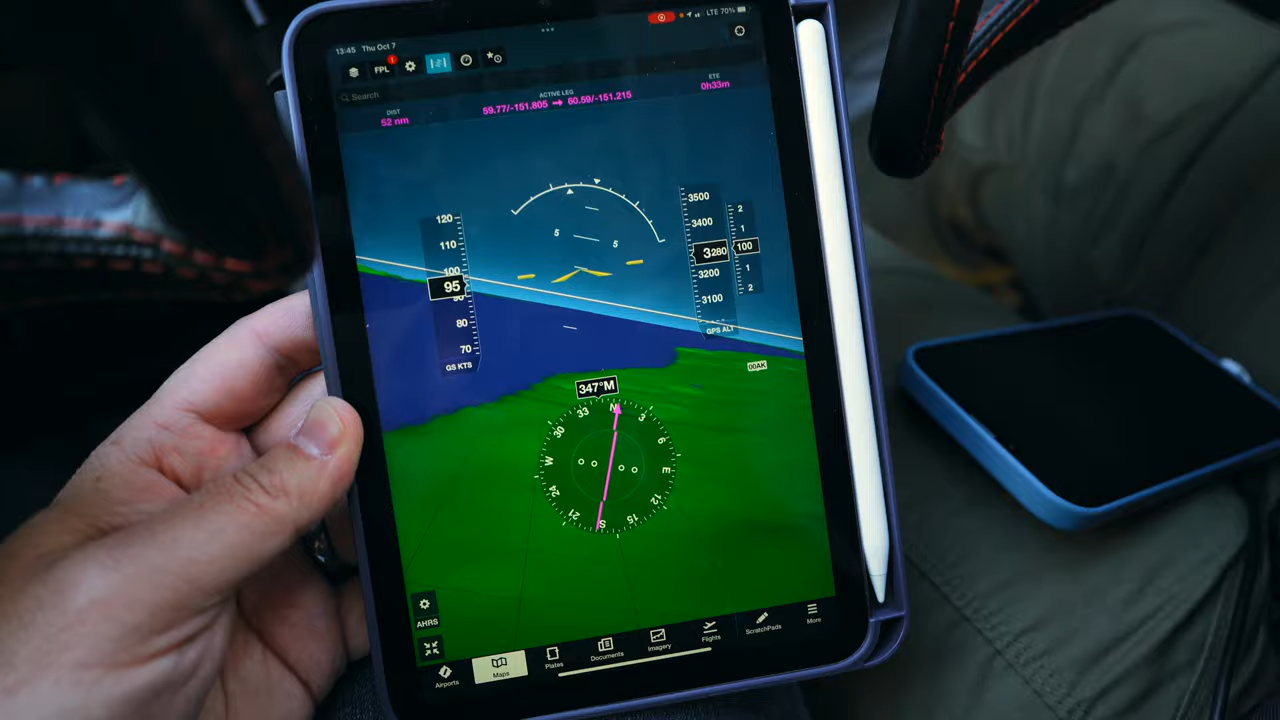 13:45 Thu Oct 7
LTE 70%
FPL 1
Search
DIST
52 nm
ACTIVE LEG
59.77/-151.805 → 60.59/-151.215
ETE
0h33m
120
110
100
95
90
80
70
GS KTS
5 5
3500
3400
3280
3200
3100
GPS ALT
2
1
100
1
2
00AK
347°M
N 3 6 E 12 15 S 21 24 W 30 33
AHRS
Airports
Maps
Plates
Documents
Imagery
Flights
ScratchPads
More